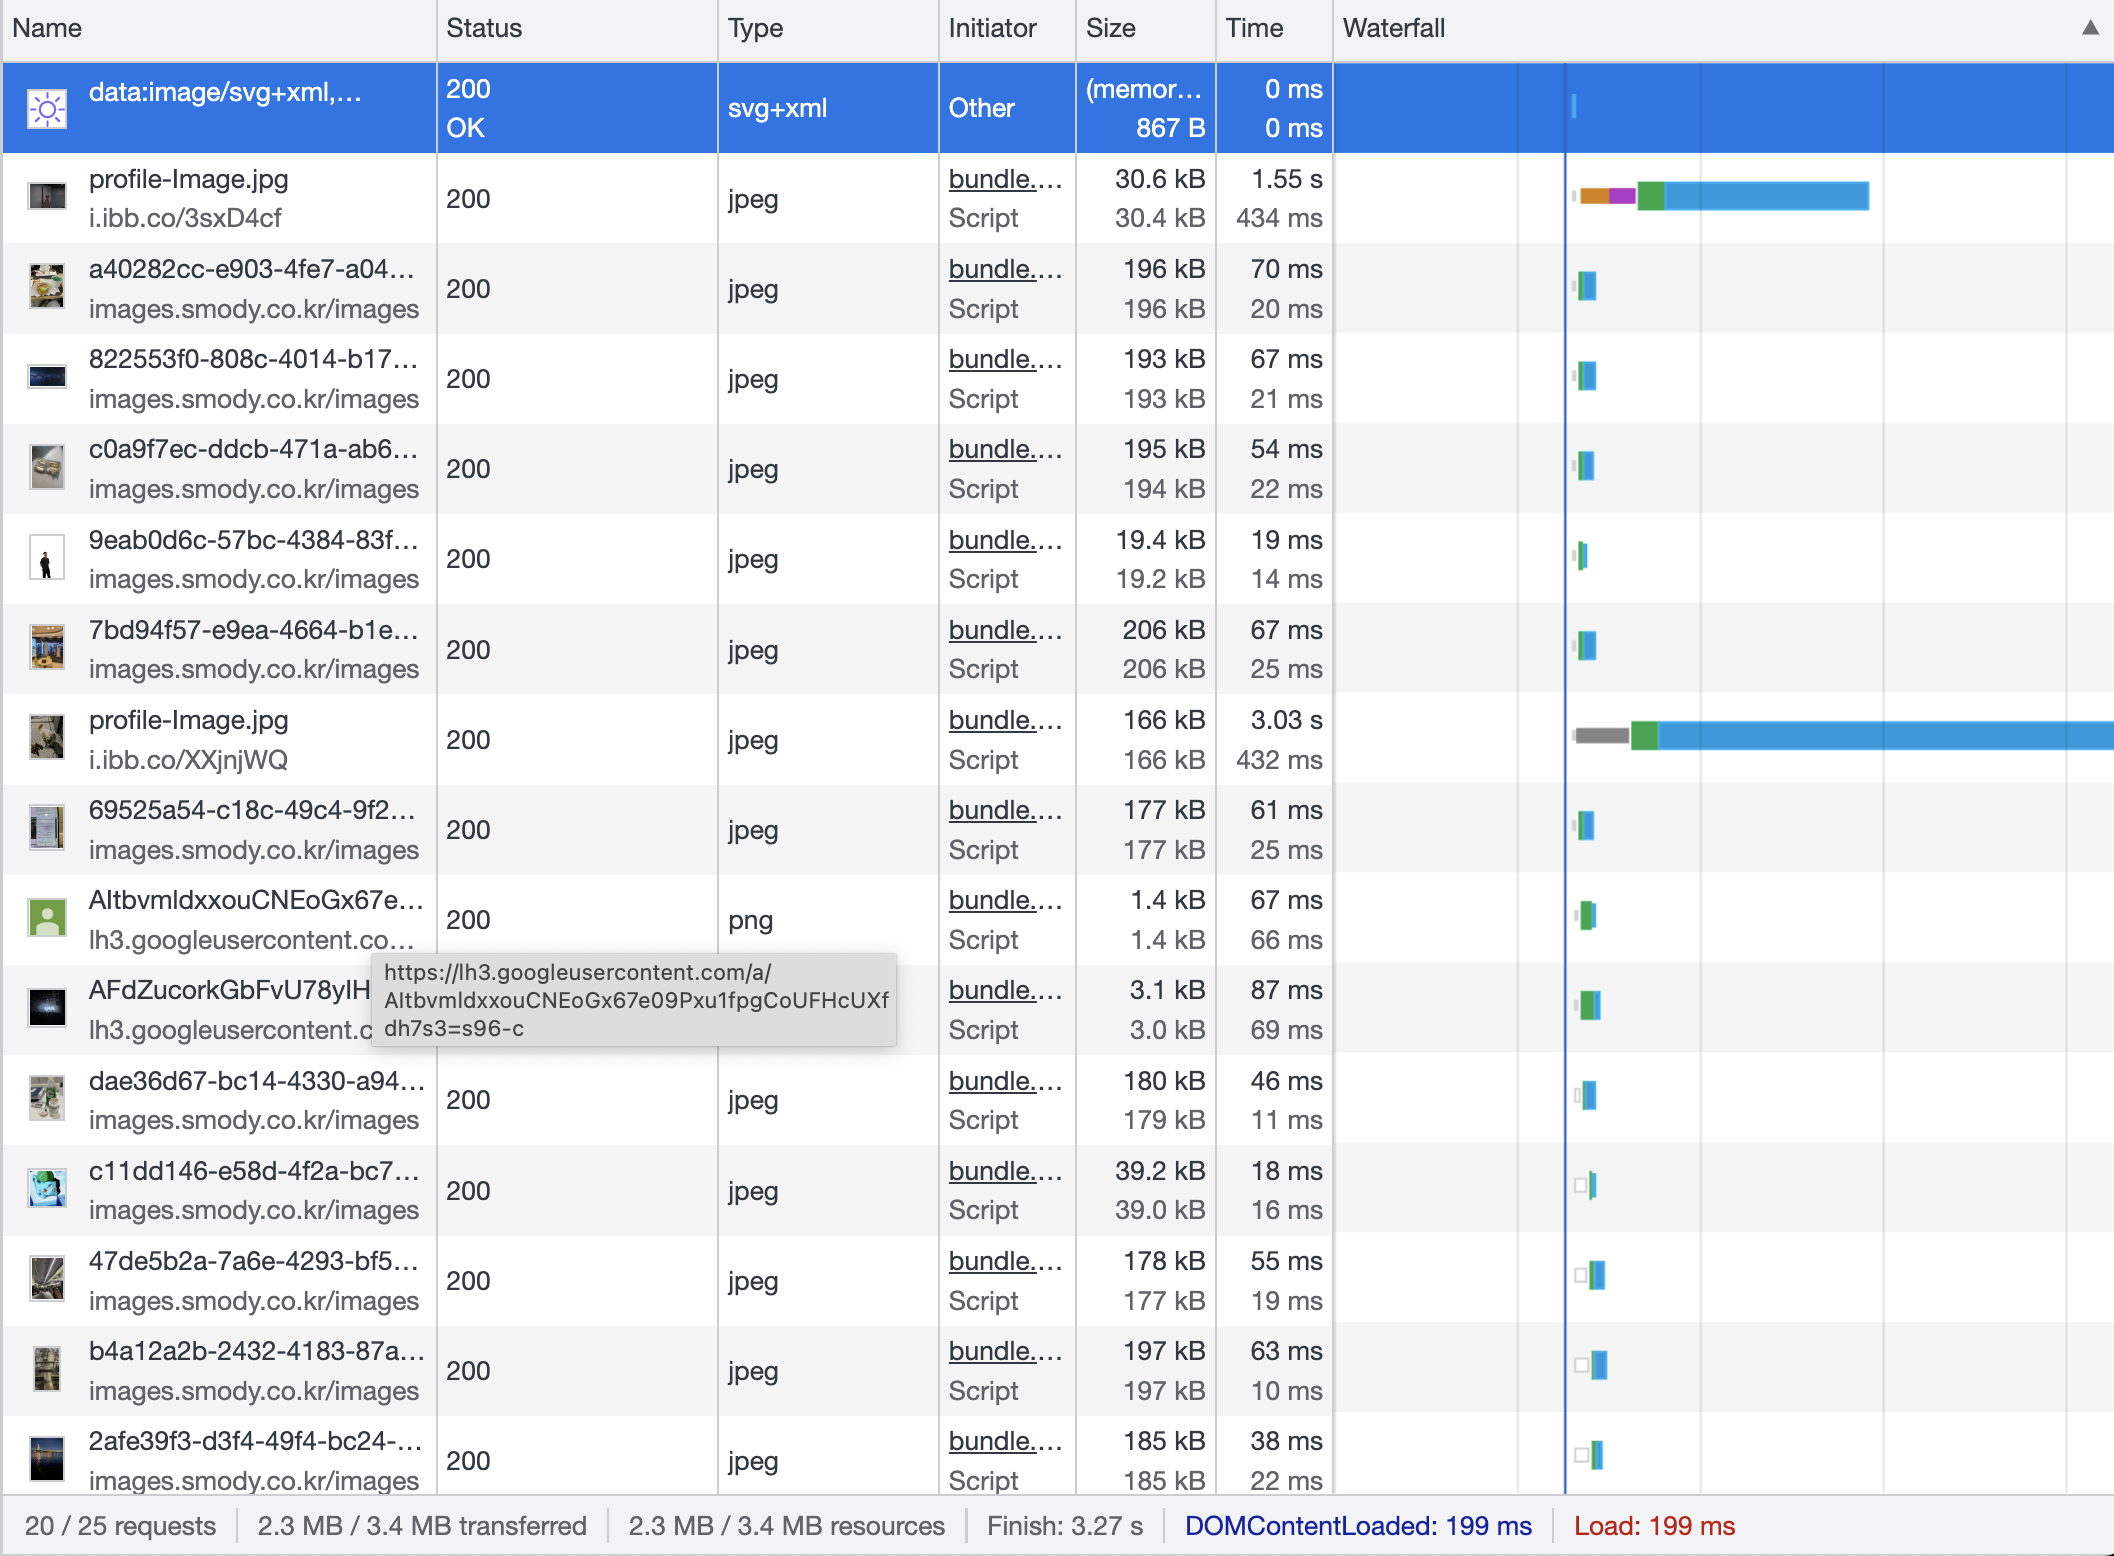 Name Status Type Initiator Size Time Waterfall
data:image/svg+xml,… 200 OK svg+xml Other (memor… 867 B 0 ms 0 ms
profile-Image.jpg 200 jpeg bundle.… 30.6 kB 1.55 s
i.ibb.co/3sxD4cf Script 30.4 kB 434 ms
a40282cc-e903-4fe7-a04… 200 jpeg bundle.… 196 kB 70 ms
images.smody.co.kr/images Script 196 kB 20 ms
822553f0-808c-4014-b17… 200 jpeg bundle.… 193 kB 67 ms
images.smody.co.kr/images Script 193 kB 21 ms
c0a9f7ec-ddcb-471a-ab6… 200 jpeg bundle.… 195 kB 54 ms
images.smody.co.kr/images Script 194 kB 22 ms
9eab0d6c-57bc-4384-83f… 200 jpeg bundle.… 19.4 kB 19 ms
images.smody.co.kr/images Script 19.2 kB 14 ms
7bd94f57-e9ea-4664-b1e… 200 jpeg bundle.… 206 kB 67 ms
images.smody.co.kr/images Script 206 kB 25 ms
profile-Image.jpg 200 jpeg bundle.… 166 kB 3.03 s
i.ibb.co/XXjnjWQ Script 166 kB 432 ms
69525a54-c18c-49c4-9f2… 200 jpeg bundle.… 177 kB 61 ms
images.smody.co.kr/images Script 177 kB 25 ms
AItbvmldxxouCNEoGx67e… 200 png bundle.… 1.4 kB 67 ms
lh3.googleusercontent.co… Script 1.4 kB 66 ms
https://lh3.googleusercontent.com/a/
AItbvmldxxouCNEoGx67e09Pxu1fpgCoUFHcUXf
dh7s3=s96-c
AFdZucorkGbFvU78yIH bundle.… 3.1 kB 87 ms
lh3.googleusercontent.c Script 3.0 kB 69 ms
dae36d67-bc14-4330-a94… 200 jpeg bundle.… 180 kB 46 ms
images.smody.co.kr/images Script 179 kB 11 ms
c11dd146-e58d-4f2a-bc7… 200 jpeg bundle.… 39.2 kB 18 ms
images.smody.co.kr/images Script 39.0 kB 16 ms
47de5b2a-7a6e-4293-bf5… 200 jpeg bundle.… 178 kB 55 ms
images.smody.co.kr/images Script 177 kB 19 ms
b4a12a2b-2432-4183-87a… 200 jpeg bundle.… 197 kB 63 ms
images.smody.co.kr/images Script 197 kB 10 ms
2afe39f3-d3f4-49f4-bc24-… 200 jpeg bundle.… 185 kB 38 ms
images.smody.co.kr/images Script 185 kB 22 ms
20 / 25 requests 2.3 MB / 3.4 MB transferred 2.3 MB / 3.4 MB resources Finish: 3.27 s DOMContentLoaded: 199 ms Load: 199 ms